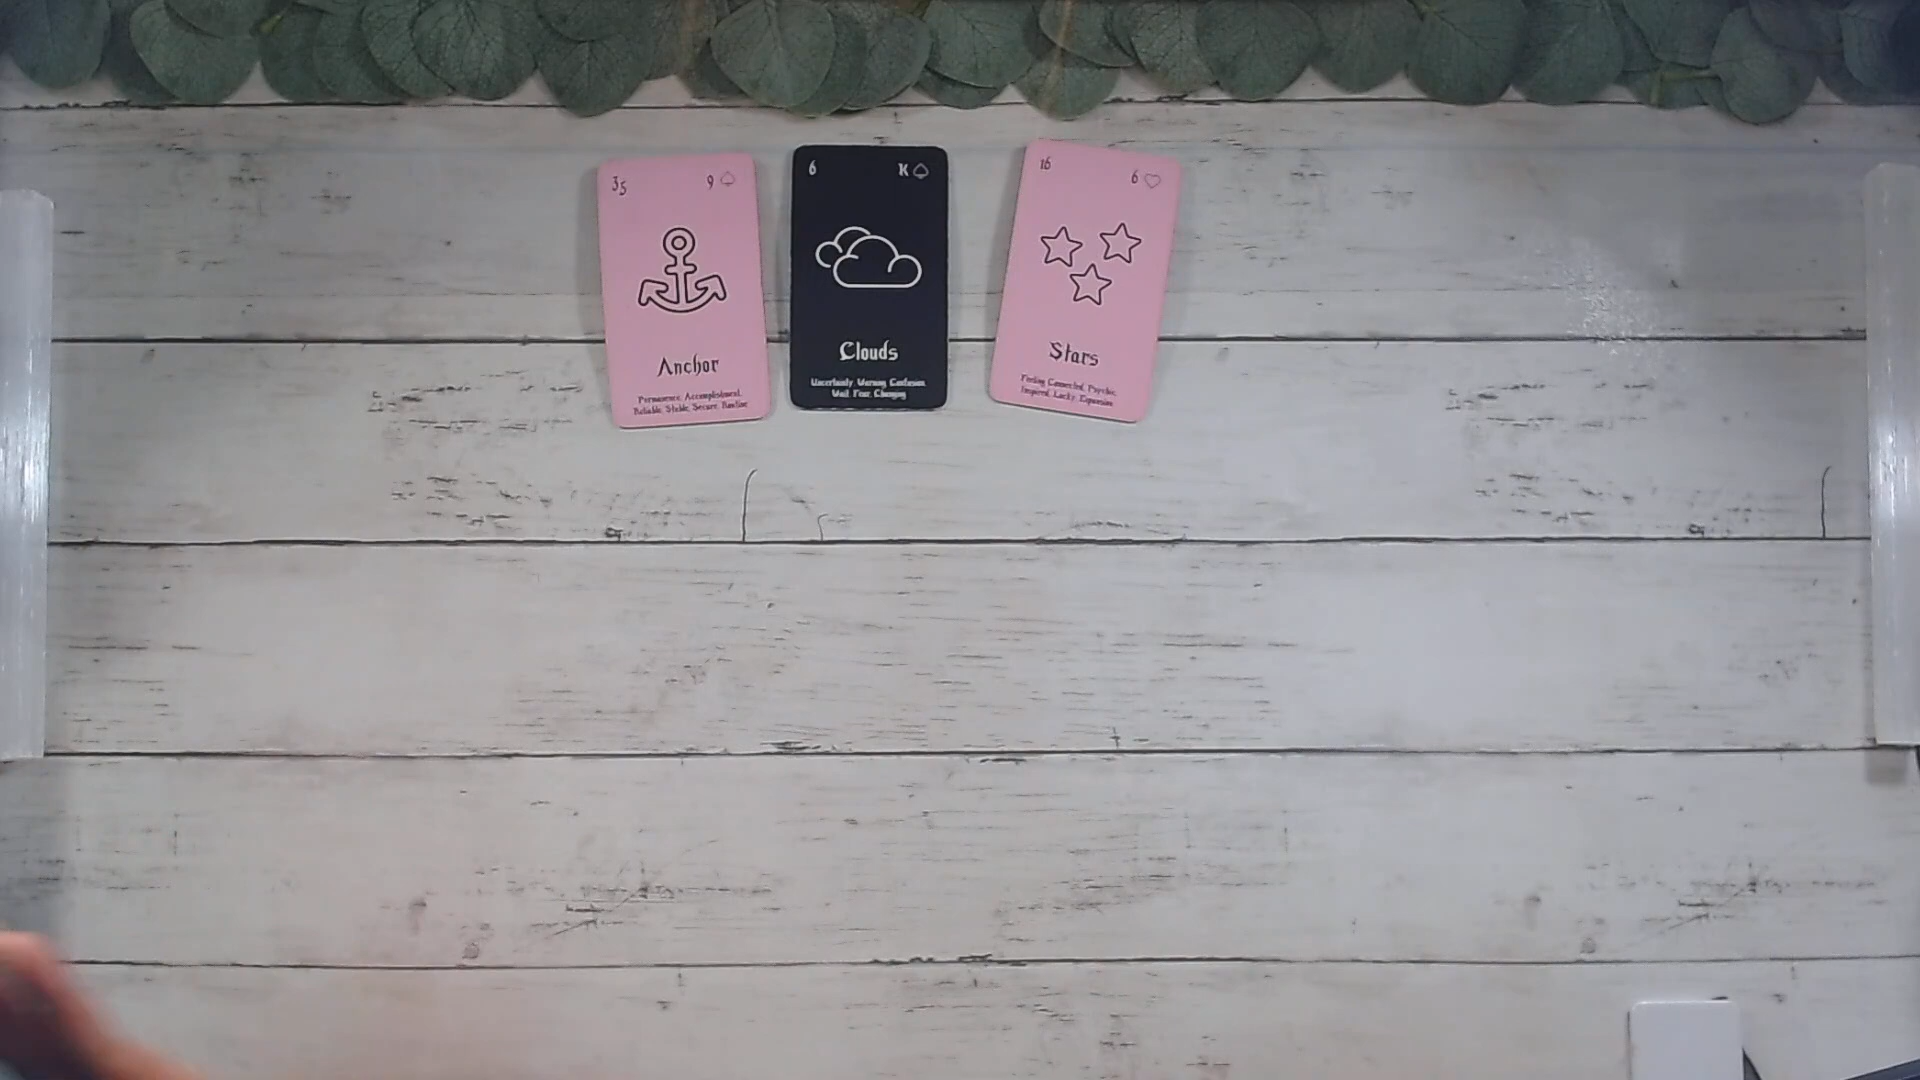 35 9
Anchor
Permanence, Accomplishment,
Reliable, Stable, Secure, Routine
6 K
Clouds
Uncertainty, Warning, Confusion,
Wait, Fear, Changing
16 6
Stars
Feeling Connected, Psychic,
Inspired, Lucky, Expansion